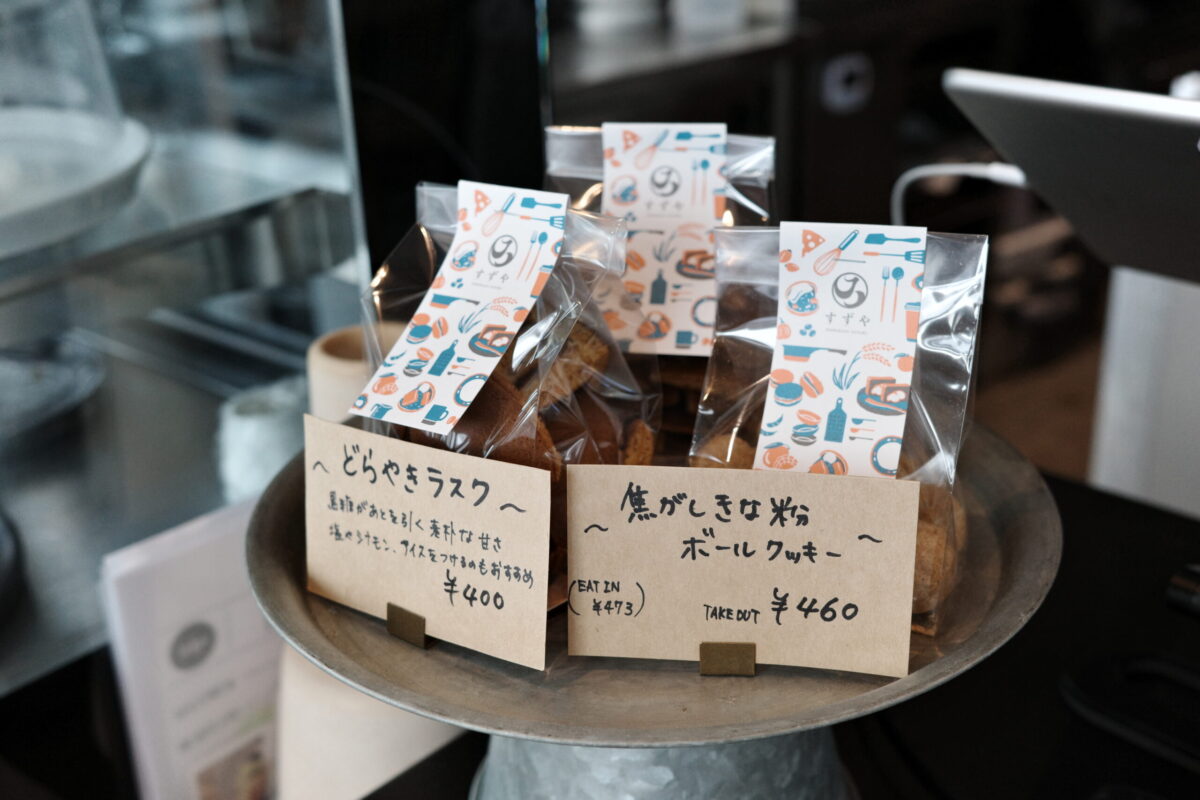 すずや
すずや
すずや
～どらやきラスク～
黒糖があとを引く素朴な甘さ
塩やシナモン、アイスをつけるのもおすすめ
¥400
～焦がしきな粉
ボールクッキー～
(EAT IN
¥473)
TAKE OUT ¥460